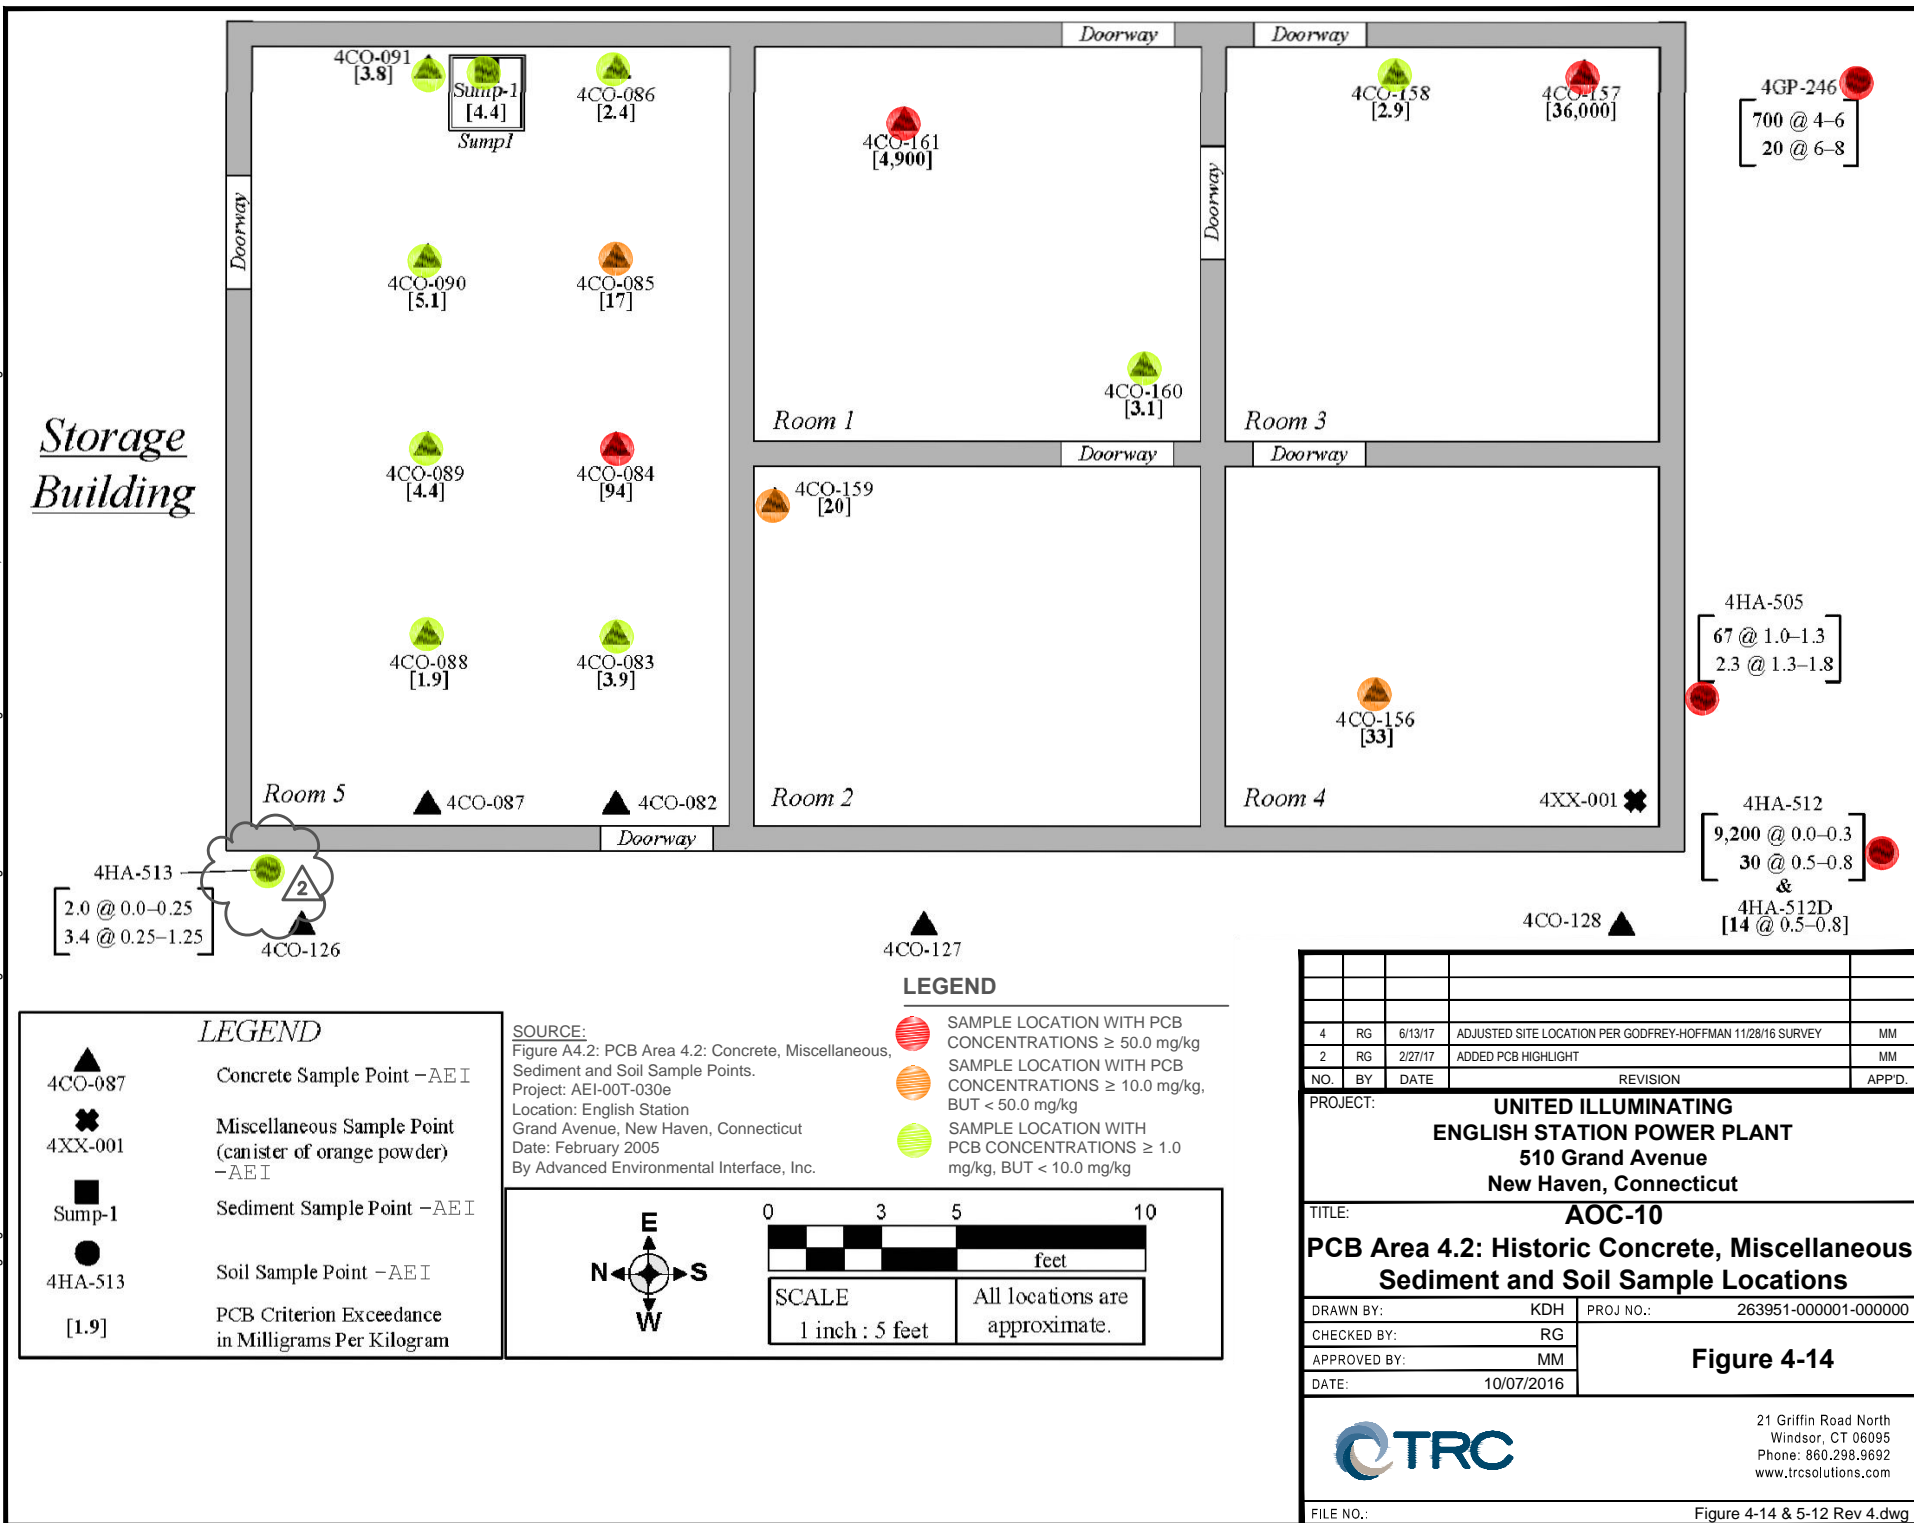 Doorway
Doorway
4CO-091
[3.8]
Sump-1
[4.4]
Sump1
4CO-086
[2.4]
4CO-161
[4,900]
4CO-158
[2.9]
4CO-157
[36,000]
4GP-246
700 @ 4–6
20 @ 6–8
Doorway
Doorway
4CO-090
[5.1]
4CO-085
[17]
4CO-160
[3.1]
Room 1
Room 3
Storage
Building
4CO-089
[4.4]
4CO-084
[94]
Doorway
Doorway
4CO-159
[20]
4HA-505
67 @ 1.0–1.3
2.3 @ 1.3–1.8
4CO-088
[1.9]
4CO-083
[3.9]
4CO-156
[33]
Room 5
4CO-087
4CO-082
Room 2
Room 4
4XX-001
4HA-512
9,200 @ 0.0–0.3
30 @ 0.5–0.8
&
4HA-512D
[14 @ 0.5–0.8]
Doorway
4HA-513
2
2.0 @ 0.0–0.25
3.4 @ 0.25–1.25
4CO-126
4CO-127
4CO-128
LEGEND
4CO-087
Concrete Sample Point –AEI
4XX-001
Miscellaneous Sample Point
(canister of orange powder)
–AEI
Sump-1
Sediment Sample Point –AEI
4HA-513
Soil Sample Point –AEI
[1.9]
PCB Criterion Exceedance
in Milligrams Per Kilogram
SOURCE:
Figure A4.2: PCB Area 4.2: Concrete, Miscellaneous,
Sediment and Soil Sample Points.
Project: AEI-00T-030e
Location: English Station
Grand Avenue, New Haven, Connecticut
Date: February 2005
By Advanced Environmental Interface, Inc.
LEGEND
SAMPLE LOCATION WITH PCB
CONCENTRATIONS ≥ 50.0 mg/kg
SAMPLE LOCATION WITH PCB
CONCENTRATIONS ≥ 10.0 mg/kg,
BUT < 50.0 mg/kg
SAMPLE LOCATION WITH
PCB CONCENTRATIONS ≥ 1.0
mg/kg, BUT < 10.0 mg/kg
E
N S
W
0 3 5 10
feet
SCALE
1 inch : 5 feet
All locations are
approximate.
4 RG 6/13/17 ADJUSTED SITE LOCATION PER GODFREY-HOFFMAN 11/28/16 SURVEY MM
2 RG 2/27/17 ADDED PCB HIGHLIGHT MM
NO. BY DATE REVISION APP'D.
PROJECT:
UNITED ILLUMINATING
ENGLISH STATION POWER PLANT
510 Grand Avenue
New Haven, Connecticut
TITLE:
AOC-10
PCB Area 4.2: Historic Concrete, Miscellaneous
Sediment and Soil Sample Locations
DRAWN BY: KDH PROJ NO.: 263951-000001-000000
CHECKED BY: RG
APPROVED BY: MM
DATE: 10/07/2016
Figure 4-14
TRC
21 Griffin Road North
Windsor, CT 06095
Phone: 860.298.9692
www.trcsolutions.com
FILE NO.: Figure 4-14 & 5-12 Rev 4.dwg